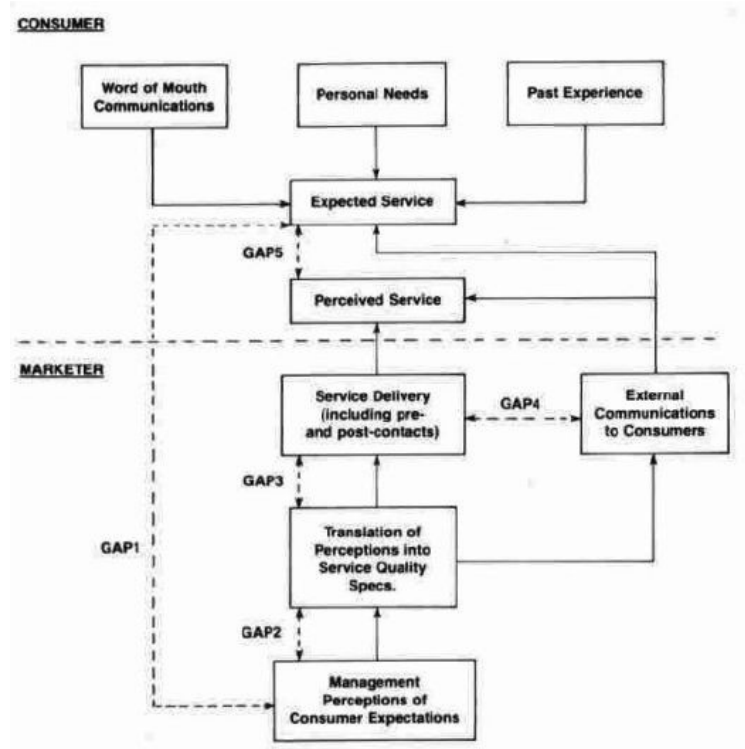 CONSUMER
Word of Mouth
Communications
Personal Needs
Past Experience
Expected Service
GAP5
Perceived Service
MARKETER
Service Delivery
(including pre-
and post-contacts)
GAP4
External
Communications
to Consumers
GAP3
Translation of
Perceptions into
Service Quality
Specs.
GAP1
GAP2
Management
Perceptions of
Consumer Expectations